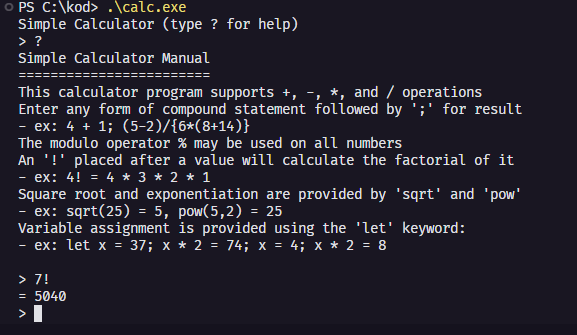 PS C:\kod> .\calc.exe
Simple Calculator (type ? for help)
> ?
Simple Calculator Manual
========================
This calculator program supports +, -, *, and / operations
Enter any form of compound statement followed by ';' for result
- ex: 4 + 1; (5-2)/{6*(8+14)}
The modulo operator % may be used on all numbers
An '!' placed after a value will calculate the factorial of it
- ex: 4! = 4 * 3 * 2 * 1
Square root and exponentiation are provided by 'sqrt' and 'pow'
- ex: sqrt(25) = 5, pow(5,2) = 25
Variable assignment is provided using the 'let' keyword:
- ex: let x = 37; x * 2 = 74; x = 4; x * 2 = 8
> 7!
= 5040
>